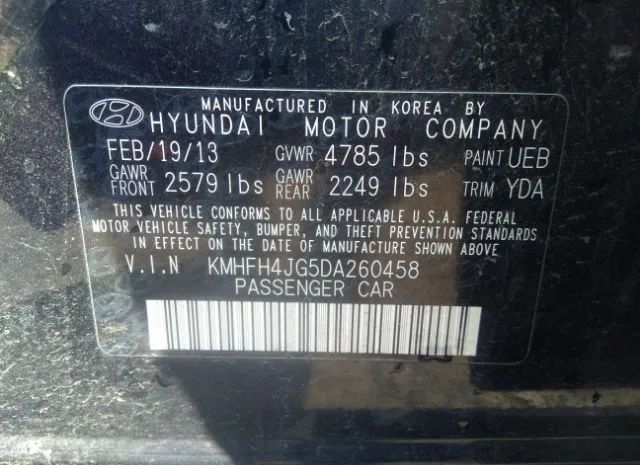 MANUFACTURED IN KOREA BY
HYUNDAI MOTOR COMPANY
FEB/19/13 GVWR 4785 lbs PAINT UEB
GAWR FRONT 2579 lbs GAWR REAR 2249 lbs TRIM YDA
THIS VEHICLE CONFORMS TO ALL APPLICABLE U.S.A. FEDERAL
MOTOR VEHICLE SAFETY, BUMPER, AND THEFT PREVENTION STANDARDS
IN EFFECT ON THE DATE OF MANUFACTURE SHOWN ABOVE
V.I.N KMHFH4JG5DA260458
PASSENGER CAR